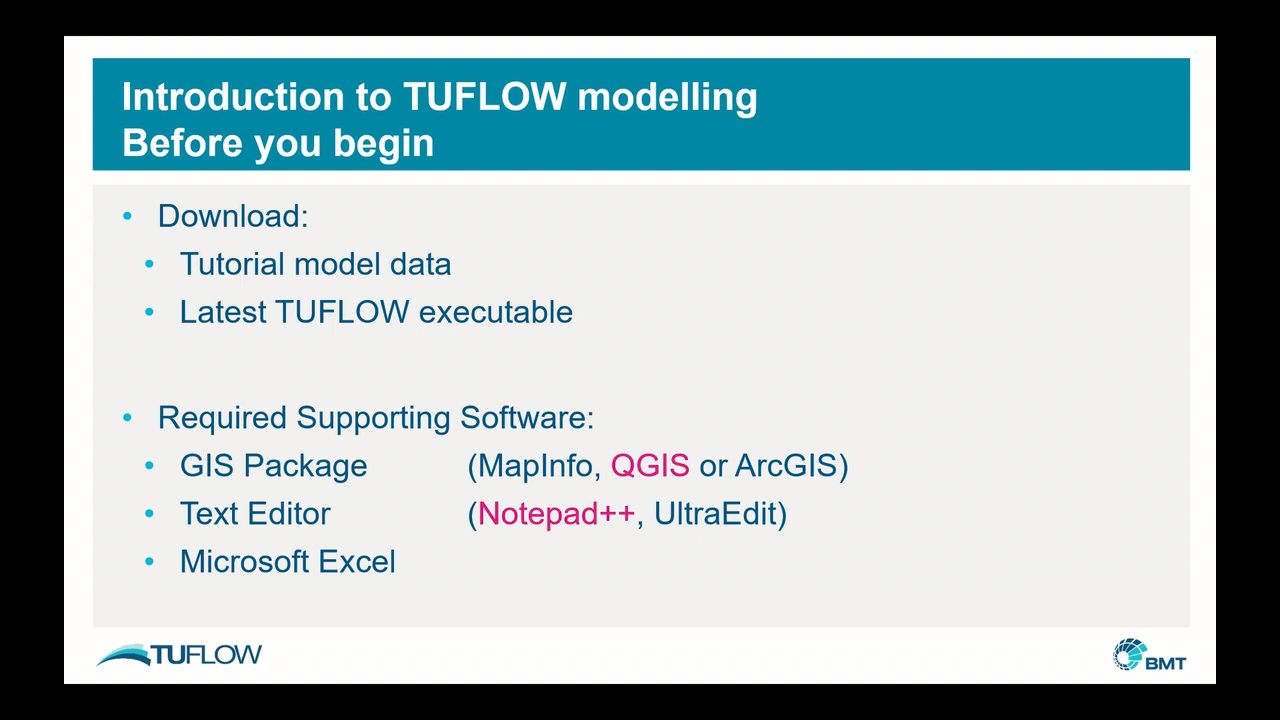 Introduction to TUFLOW modelling
Before you begin
• Download:
• Tutorial model data
• Latest TUFLOW executable
• Required Supporting Software:
• GIS Package (MapInfo, QGIS or ArcGIS)
• Text Editor (Notepad++, UltraEdit)
• Microsoft Excel
TUFLOW
BMT